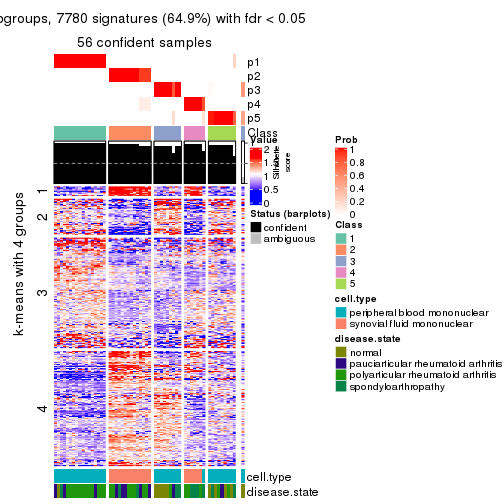 ogroups, 7780 signatures (64.9%) with fdr < 0.05
56 confident samples
p1
p2
p3
p4
p5
Class
1
2
3
4
k-means with 4 groups
cell.type
disease.state
Value
2
1.5
1
0.5
0
Silhouette
score
Status (barplots)
confident
ambiguous
Prob
1
0.8
0.6
0.4
0.2
0
Class
1
2
3
4
5
cell.type
peripheral blood mononuclear
synovial fluid mononuclear
disease.state
normal
pauciarticular rheumatoid arthritis
polyarticular rheumatoid arthritis
spondyloarthropathy